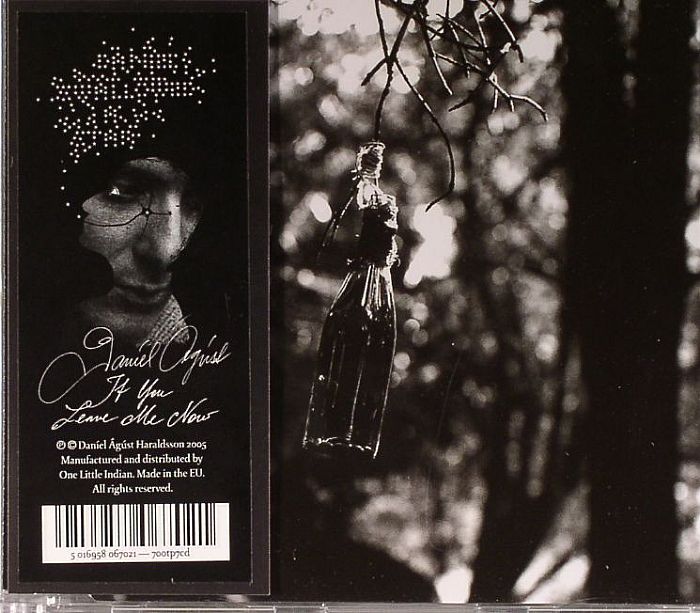 Daníel Ágúst
If You
Leave Me Now
℗ © Daníel Ágúst Haraldsson 2005
Manufactured and distributed by
One Little Indian. Made in the EU.
All rights reserved.
5 016958 067021 — 700tp7cd